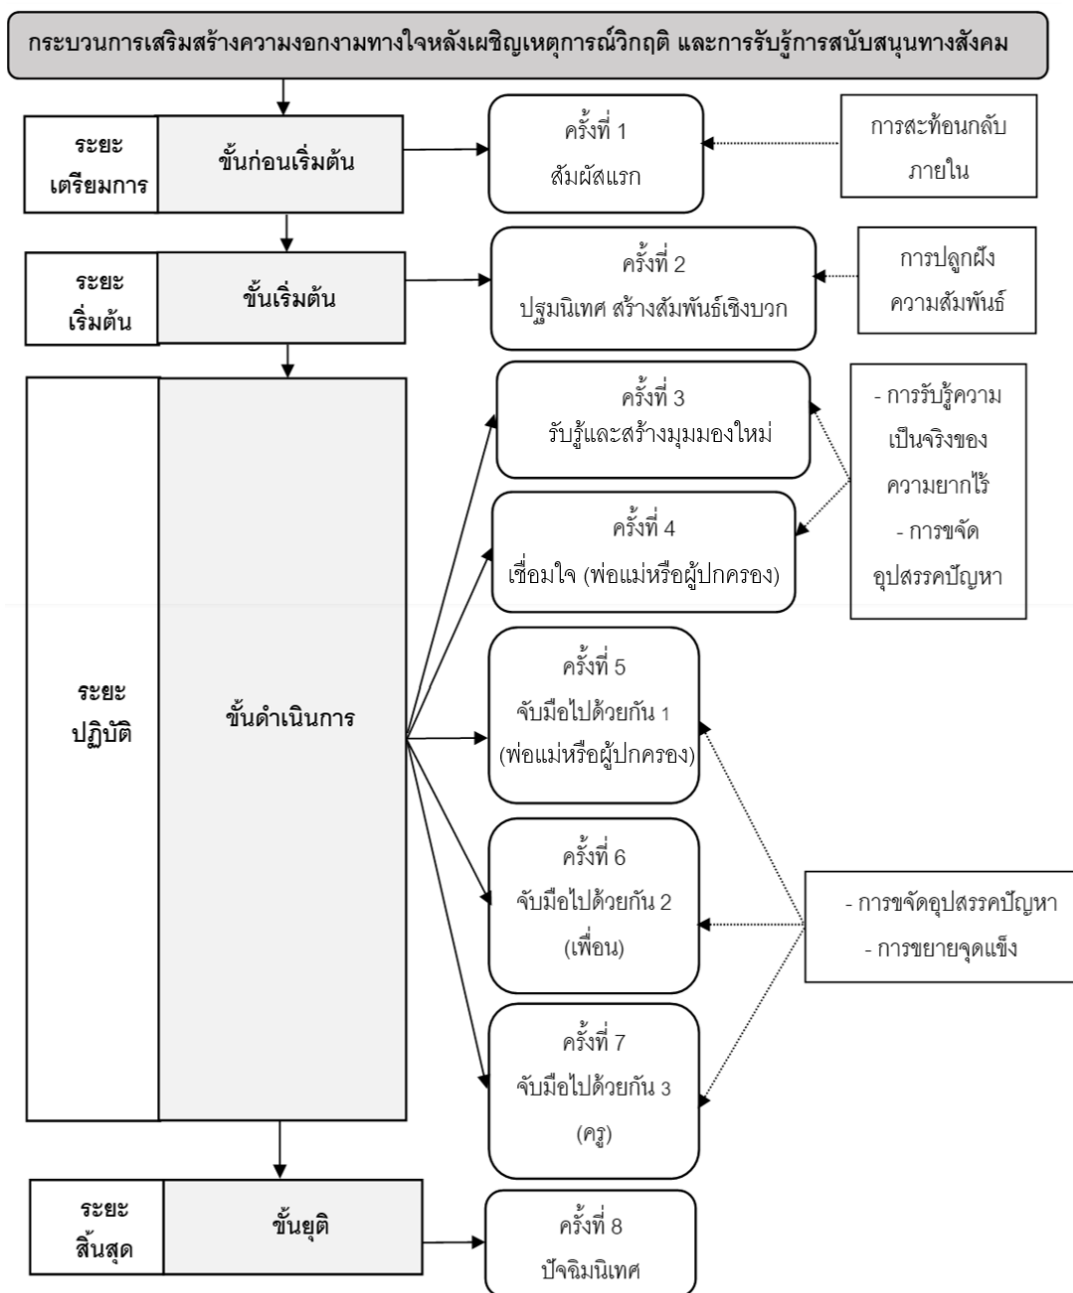 กระบวนการเสริมสร้างความงอกงามทางใจหลังเผชิญเหตุการณ์วิกฤติ และการรับรู้การสนับสนุนทางสังคม
ระยะ
เตรียมการ
ขั้นก่อนเริ่มต้น
ครั้งที่ 1
สัมผัสแรก
การสะท้อนกลับ
ภายใน
ระยะ
เริ่มต้น
ขั้นเริ่มต้น
ครั้งที่ 2
ปฐมนิเทศ สร้างสัมพันธ์เชิงบวก
การปลูกฝัง
ความสัมพันธ์
ระยะ
ปฏิบัติ
ขั้นดำเนินการ
ครั้งที่ 3
รับรู้และสร้างมุมมองใหม่
ครั้งที่ 4
เชื่อมใจ (พ่อแม่หรือผู้ปกครอง)
- การรับรู้ความ
เป็นจริงของ
ความยากไร้
- การขจัด
อุปสรรคปัญหา
ครั้งที่ 5
จับมือไปด้วยกัน 1
(พ่อแม่หรือผู้ปกครอง)
ครั้งที่ 6
จับมือไปด้วยกัน 2
(เพื่อน)
ครั้งที่ 7
จับมือไปด้วยกัน 3
(ครู)
- การขจัดอุปสรรคปัญหา
- การขยายจุดแข็ง
ระยะ
สิ้นสุด
ขั้นยุติ
ครั้งที่ 8
ปัจฉิมนิเทศ